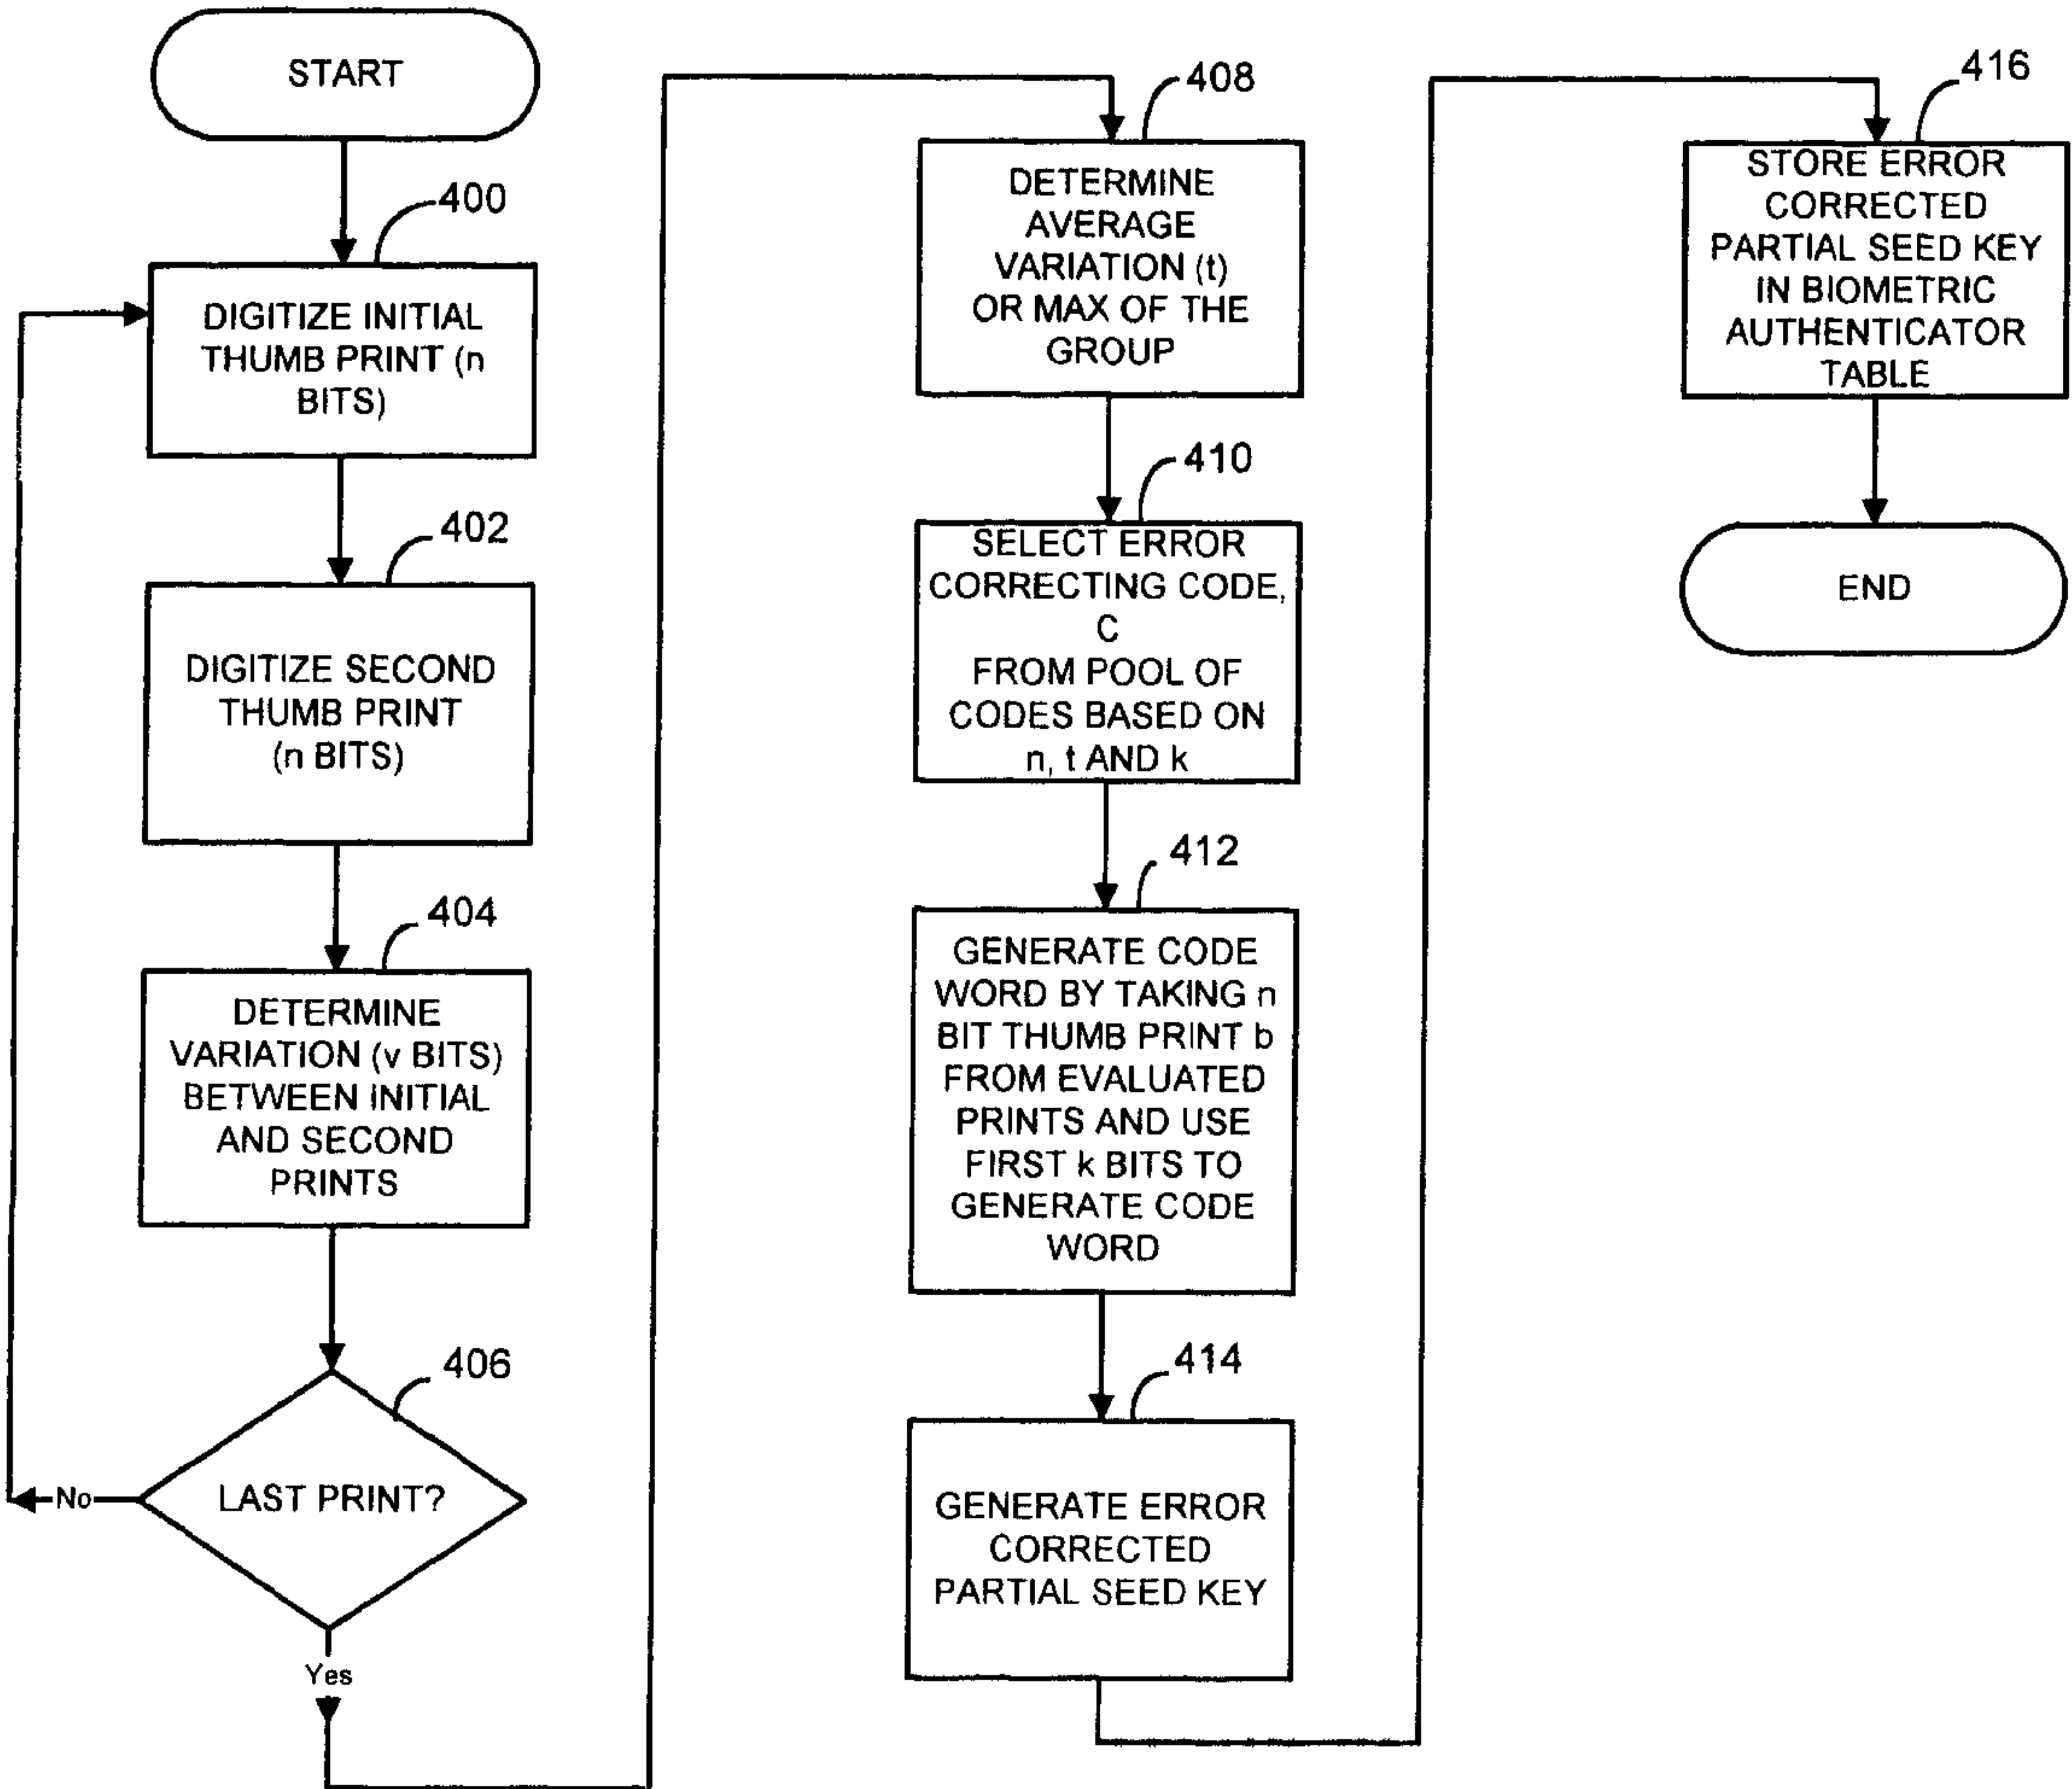 START
400
DIGITIZE INITIAL
THUMB PRINT (n
BITS)
402
DIGITIZE SECOND
THUMB PRINT
(n BITS)
404
DETERMINE
VARIATION (v BITS)
BETWEEN INITIAL
AND SECOND
PRINTS
406
LAST PRINT?
No
Yes
408
DETERMINE
AVERAGE
VARIATION (t)
OR MAX OF THE
GROUP
410
SELECT ERROR
CORRECTING CODE,
C
FROM POOL OF
CODES BASED ON
n, t AND k
412
GENERATE CODE
WORD BY TAKING n
BIT THUMB PRINT b
FROM EVALUATED
PRINTS AND USE
FIRST k BITS TO
GENERATE CODE
WORD
414
GENERATE ERROR
CORRECTED
PARTIAL SEED KEY
416
STORE ERROR
CORRECTED
PARTIAL SEED KEY
IN BIOMETRIC
AUTHENTICATOR
TABLE
END